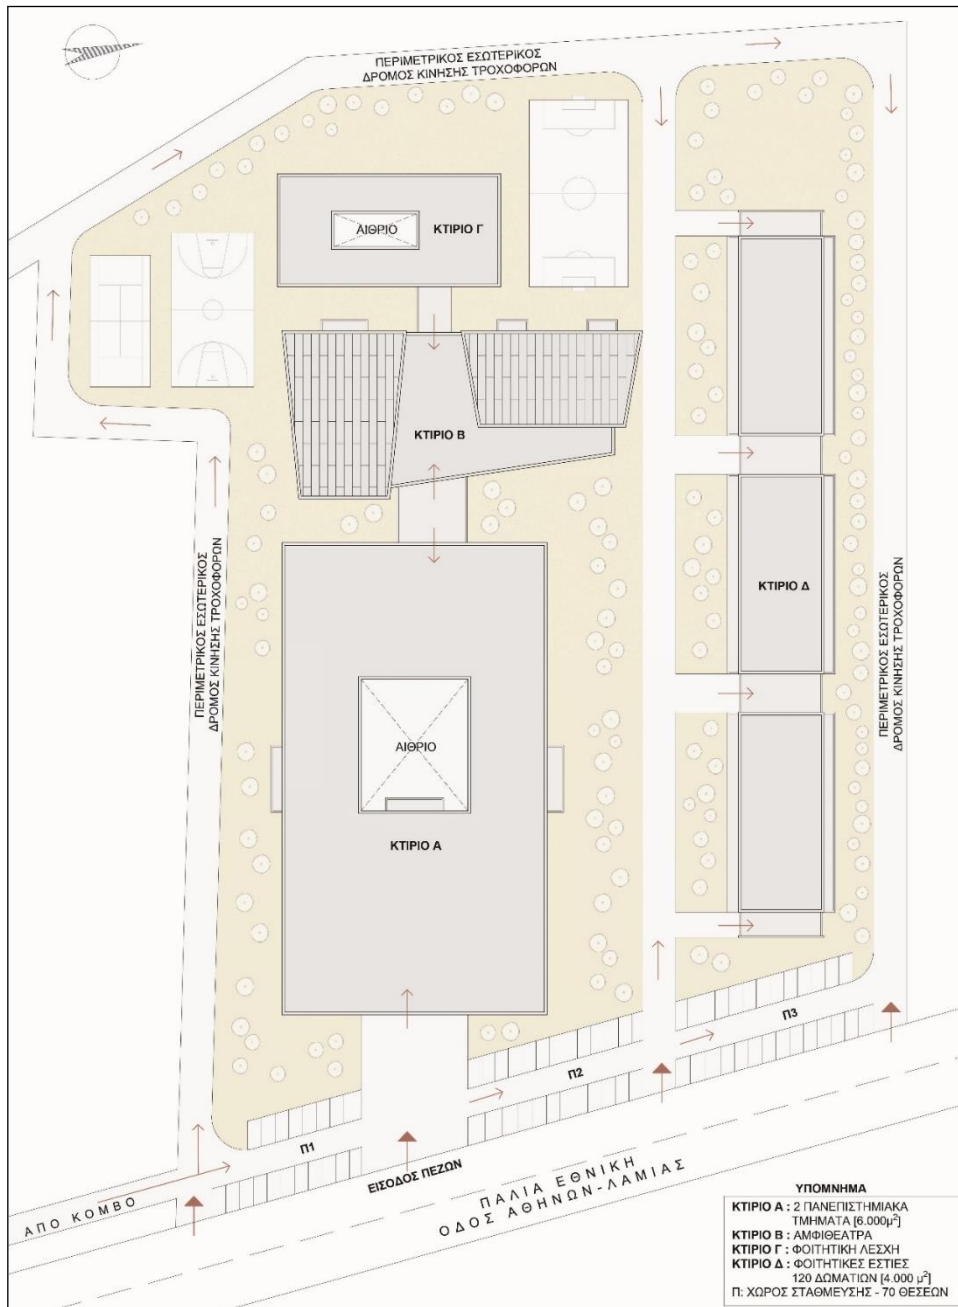 ΠΕΡΙΜΕΤΡΙΚΟΣ ΕΣΩΤΕΡΙΚΟΣ
ΔΡΟΜΟΣ ΚΙΝΗΣΗΣ ΤΡΟΧΟΦΟΡΩΝ
ΑΙΘΡΙΟ
ΚΤΙΡΙΟ Γ
ΚΤΙΡΙΟ Β
ΠΕΡΙΜΕΤΡΙΚΟΣ ΕΣΩΤΕΡΙΚΟΣ
ΔΡΟΜΟΣ ΚΙΝΗΣΗΣ ΤΡΟΧΟΦΟΡΩΝ
ΚΤΙΡΙΟ Δ
ΠΕΡΙΜΕΤΡΙΚΟΣ ΕΣΩΤΕΡΙΚΟΣ
ΔΡΟΜΟΣ ΚΙΝΗΣΗΣ ΤΡΟΧΟΦΟΡΩΝ
ΑΙΘΡΙΟ
ΚΤΙΡΙΟ Α
Π3
Π2
Π1
ΕΙΣΟΔΟΣ ΠΕΖΩΝ
ΑΠΟ ΚΟΜΒΟ
ΠΑΛΙΑ ΕΘΝΙΚΗ
ΟΔΟΣ ΑΘΗΝΩΝ-ΛΑΜΙΑΣ
ΥΠΟΜΝΗΜΑ
ΚΤΙΡΙΟ Α : 2 ΠΑΝΕΠΙΣΤΗΜΙΑΚΑ
ΤΜΗΜΑΤΑ [6.000μ²]
ΚΤΙΡΙΟ Β : ΑΜΦΙΘΕΑΤΡΑ
ΚΤΙΡΙΟ Γ : ΦΟΙΤΗΤΙΚΗ ΛΕΣΧΗ
ΚΤΙΡΙΟ Δ : ΦΟΙΤΗΤΙΚΕΣ ΕΣΤΙΕΣ
120 ΔΩΜΑΤΙΩΝ [4.000 μ²]
Π: ΧΩΡΟΣ ΣΤΑΘΜΕΥΣΗΣ - 70 ΘΕΣΕΩΝ